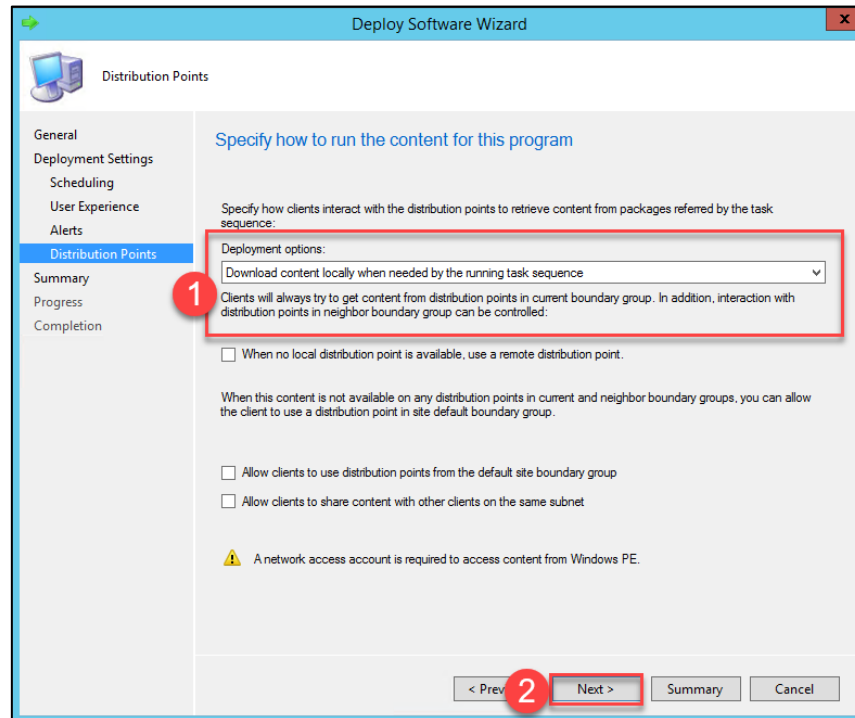 Deploy Software Wizard
x
Distribution Points
General
Deployment Settings
Scheduling
User Experience
Alerts
Distribution Points
Summary
Progress
Completion
Specify how to run the content for this program
Specify how clients interact with the distribution points to retrieve content from packages referred by the task
sequence:
Deployment options:
Download content locally when needed by the running task sequence
1
Clients will always try to get content from distribution points in current boundary group. In addition, interaction with
distribution points in neighbor boundary group can be controlled:
When no local distribution point is available, use a remote distribution point.
When this content is not available on any distribution points in current and neighbor boundary groups, you can allow
the client to use a distribution point in site default boundary group.
Allow clients to use distribution points from the default site boundary group
Allow clients to share content with other clients on the same subnet
A network access account is required to access content from Windows PE.
< Prev 2 Next > Summary Cancel